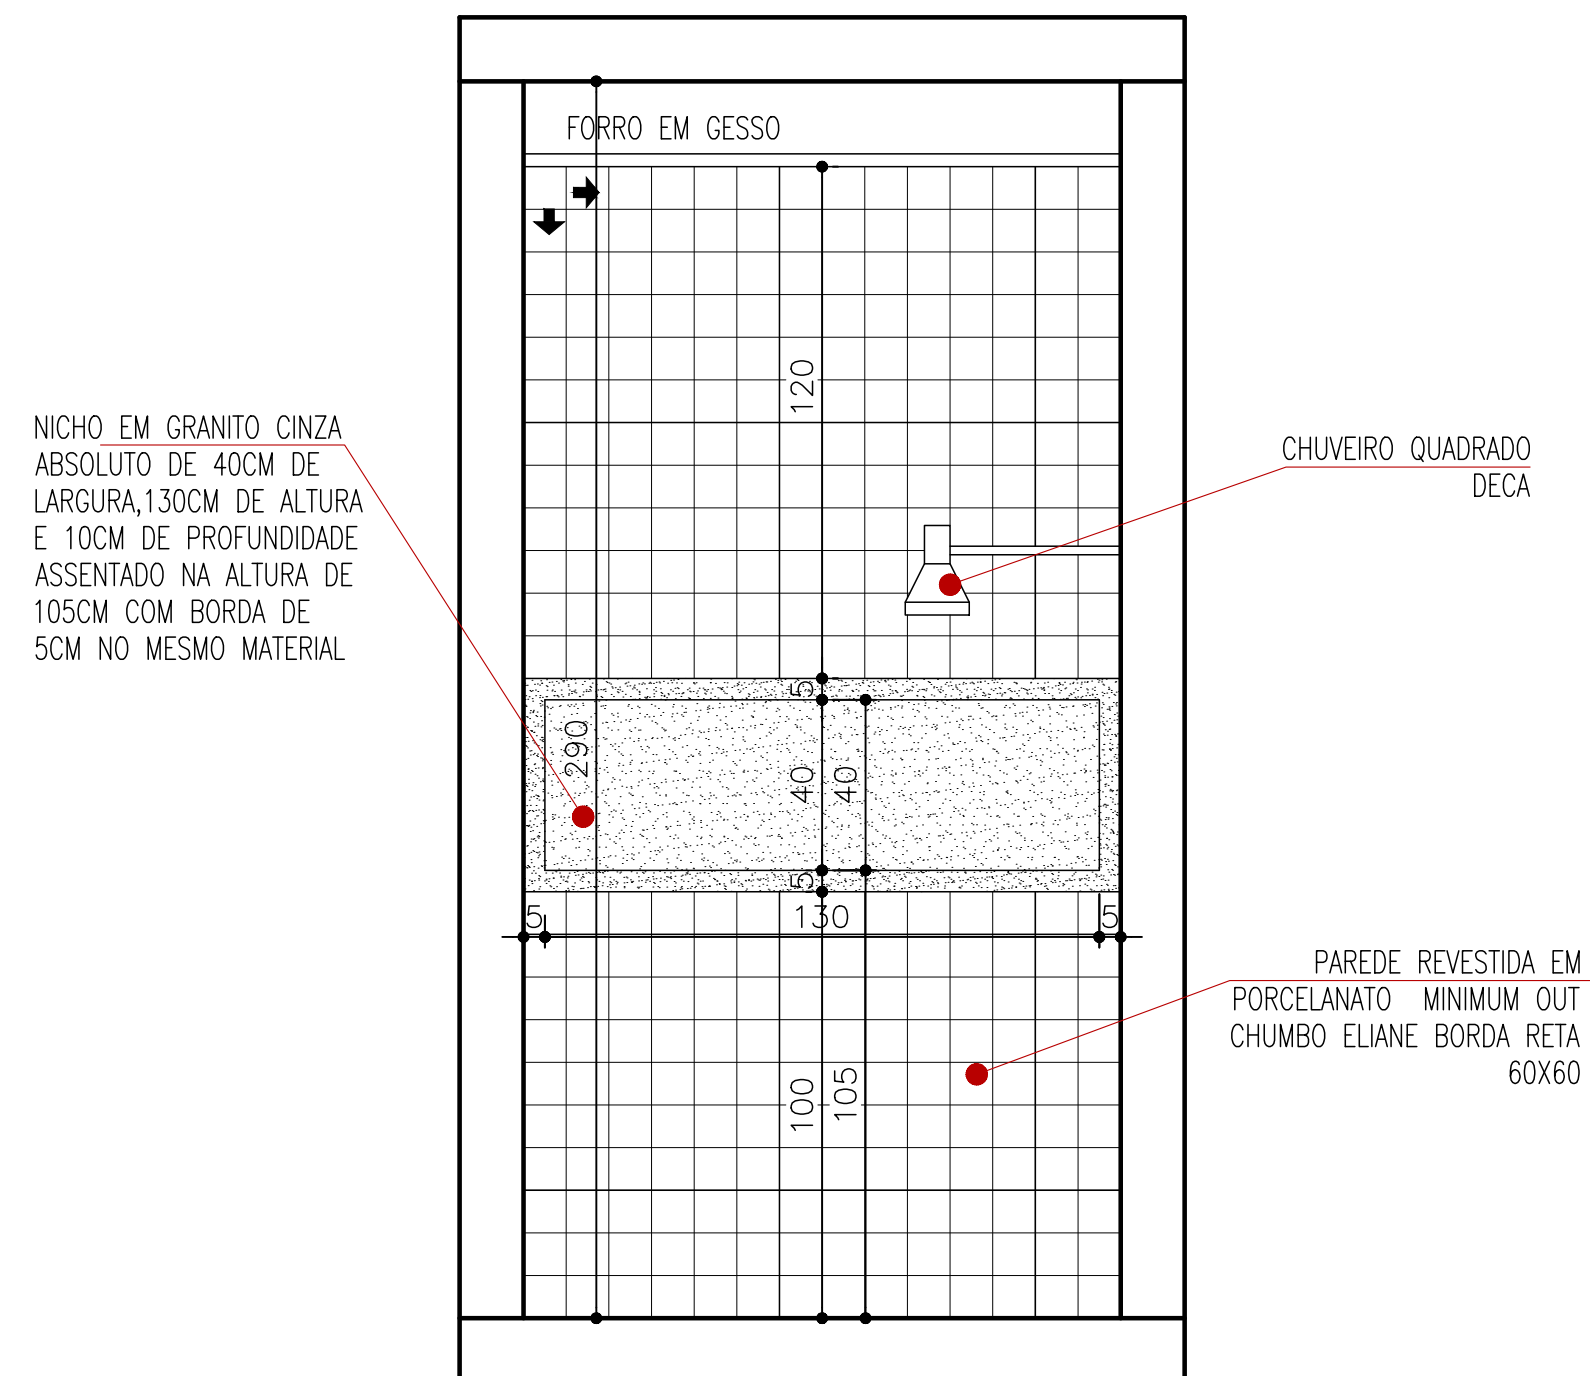 FORRO EM GESSO
120
NICHO EM GRANITO CINZA
ABSOLUTO DE 40CM DE
LARGURA,130CM DE ALTURA
E 10CM DE PROFUNDIDADE
ASSENTADO NA ALTURA DE
105CM COM BORDA DE
5CM NO MESMO MATERIAL
CHUVEIRO QUADRADO
DECA
5
290
40
40
5
5
130
5
PAREDE REVESTIDA EM
PORCELANATO MINIMUM OUT
CHUMBO ELIANE BORDA RETA
60X60
100
105